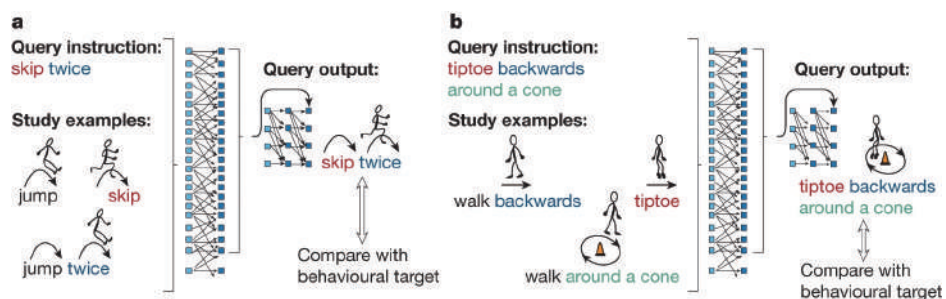 a
Query instruction:
skip twice
Study examples:
jump
skip
jump twice
Query output:
skip twice
Compare with
behavioural target
b
Query instruction:
tiptoe backwards
around a cone
Study examples:
walk backwards
tiptoe
walk around a cone
Query output:
tiptoe backwards
around a cone
Compare with
behavioural target